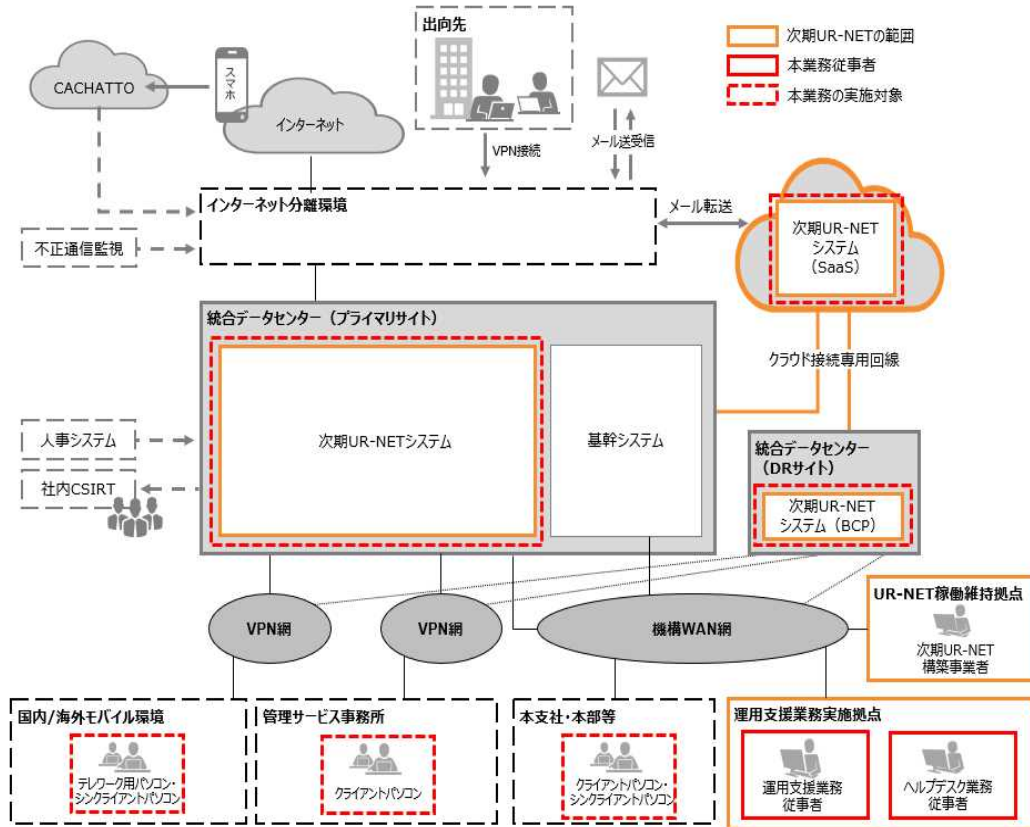 出向先
次期UR-NETの範囲
本業務従事者
本業務の実施対象
CACHATTO
スマホ
インターネット
VPN接続
メール送受信
インターネット分離環境
メール転送
不正通信監視
次期UR-NET
システム
（SaaS）
統合データセンター（プライマリサイト）
クラウド接続専用回線
人事システム
次期UR-NETシステム
基幹システム
統合データセンター
（DRサイト）
社内CSIRT
次期UR-NET
システム（BCP）
UR-NET稼働維持拠点
VPN網
VPN網
機構WAN網
次期UR-NET
構築事業者
国内/海外モバイル環境
管理サービス事務所
本支社・本部等
運用支援業務実施拠点
テレワーク用パソコン・
シンクライアントパソコン
クライアントパソコン
クライアントパソコン・
シンクライアントパソコン
運用支援業務
従事者
ヘルプデスク業務
従事者